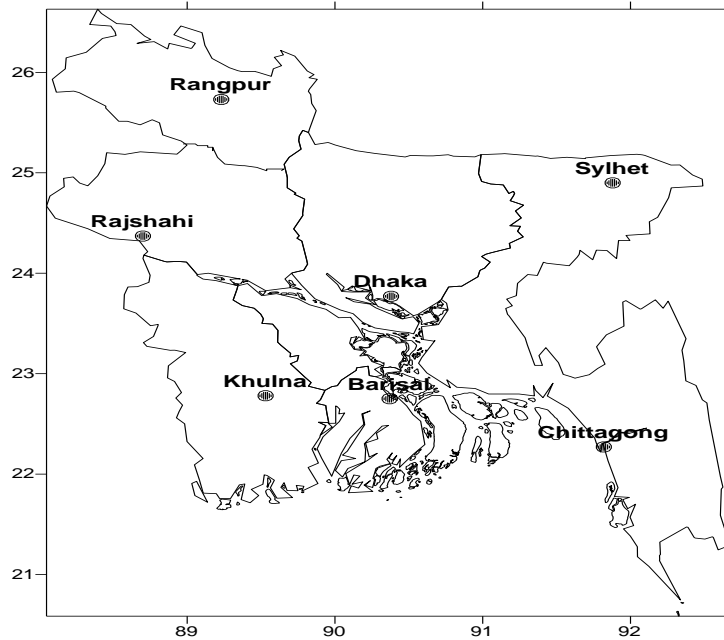 26
Rangpur
25
Sylhet
Rajshahi
24
Dhaka
23
Khulna
Barisal
Chittagong
22
21
89 90 91 92